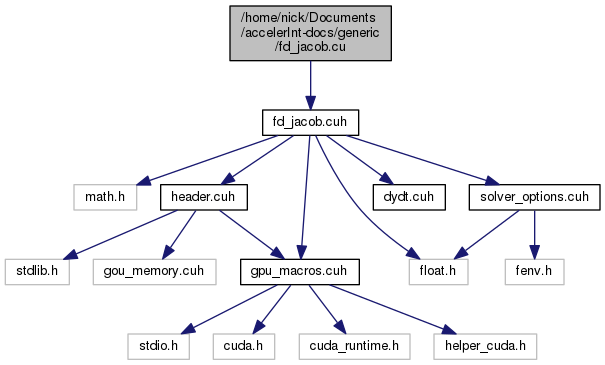 /home/nick/Documents
/accelerInt-docs/generic
/fd_jacob.cu
fd_jacob.cuh
math.h
header.cuh
dydt.cuh
solver_options.cuh
stdlib.h
gou_memory.cuh
gpu_macros.cuh
float.h
fenv.h
stdio.h
cuda.h
cuda_runtime.h
helper_cuda.h